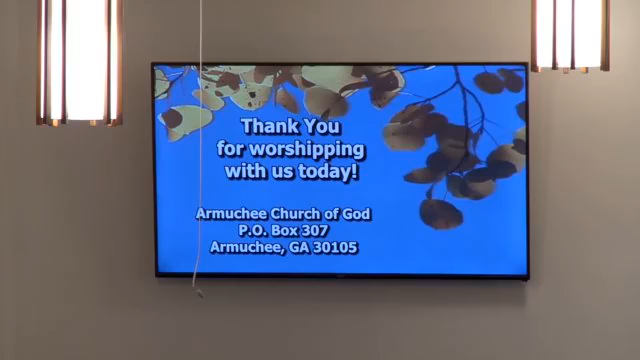 Thank You
for worshipping
with us today!
Armuchee Church of God
P.O. Box 307
Armuchee, GA 30105